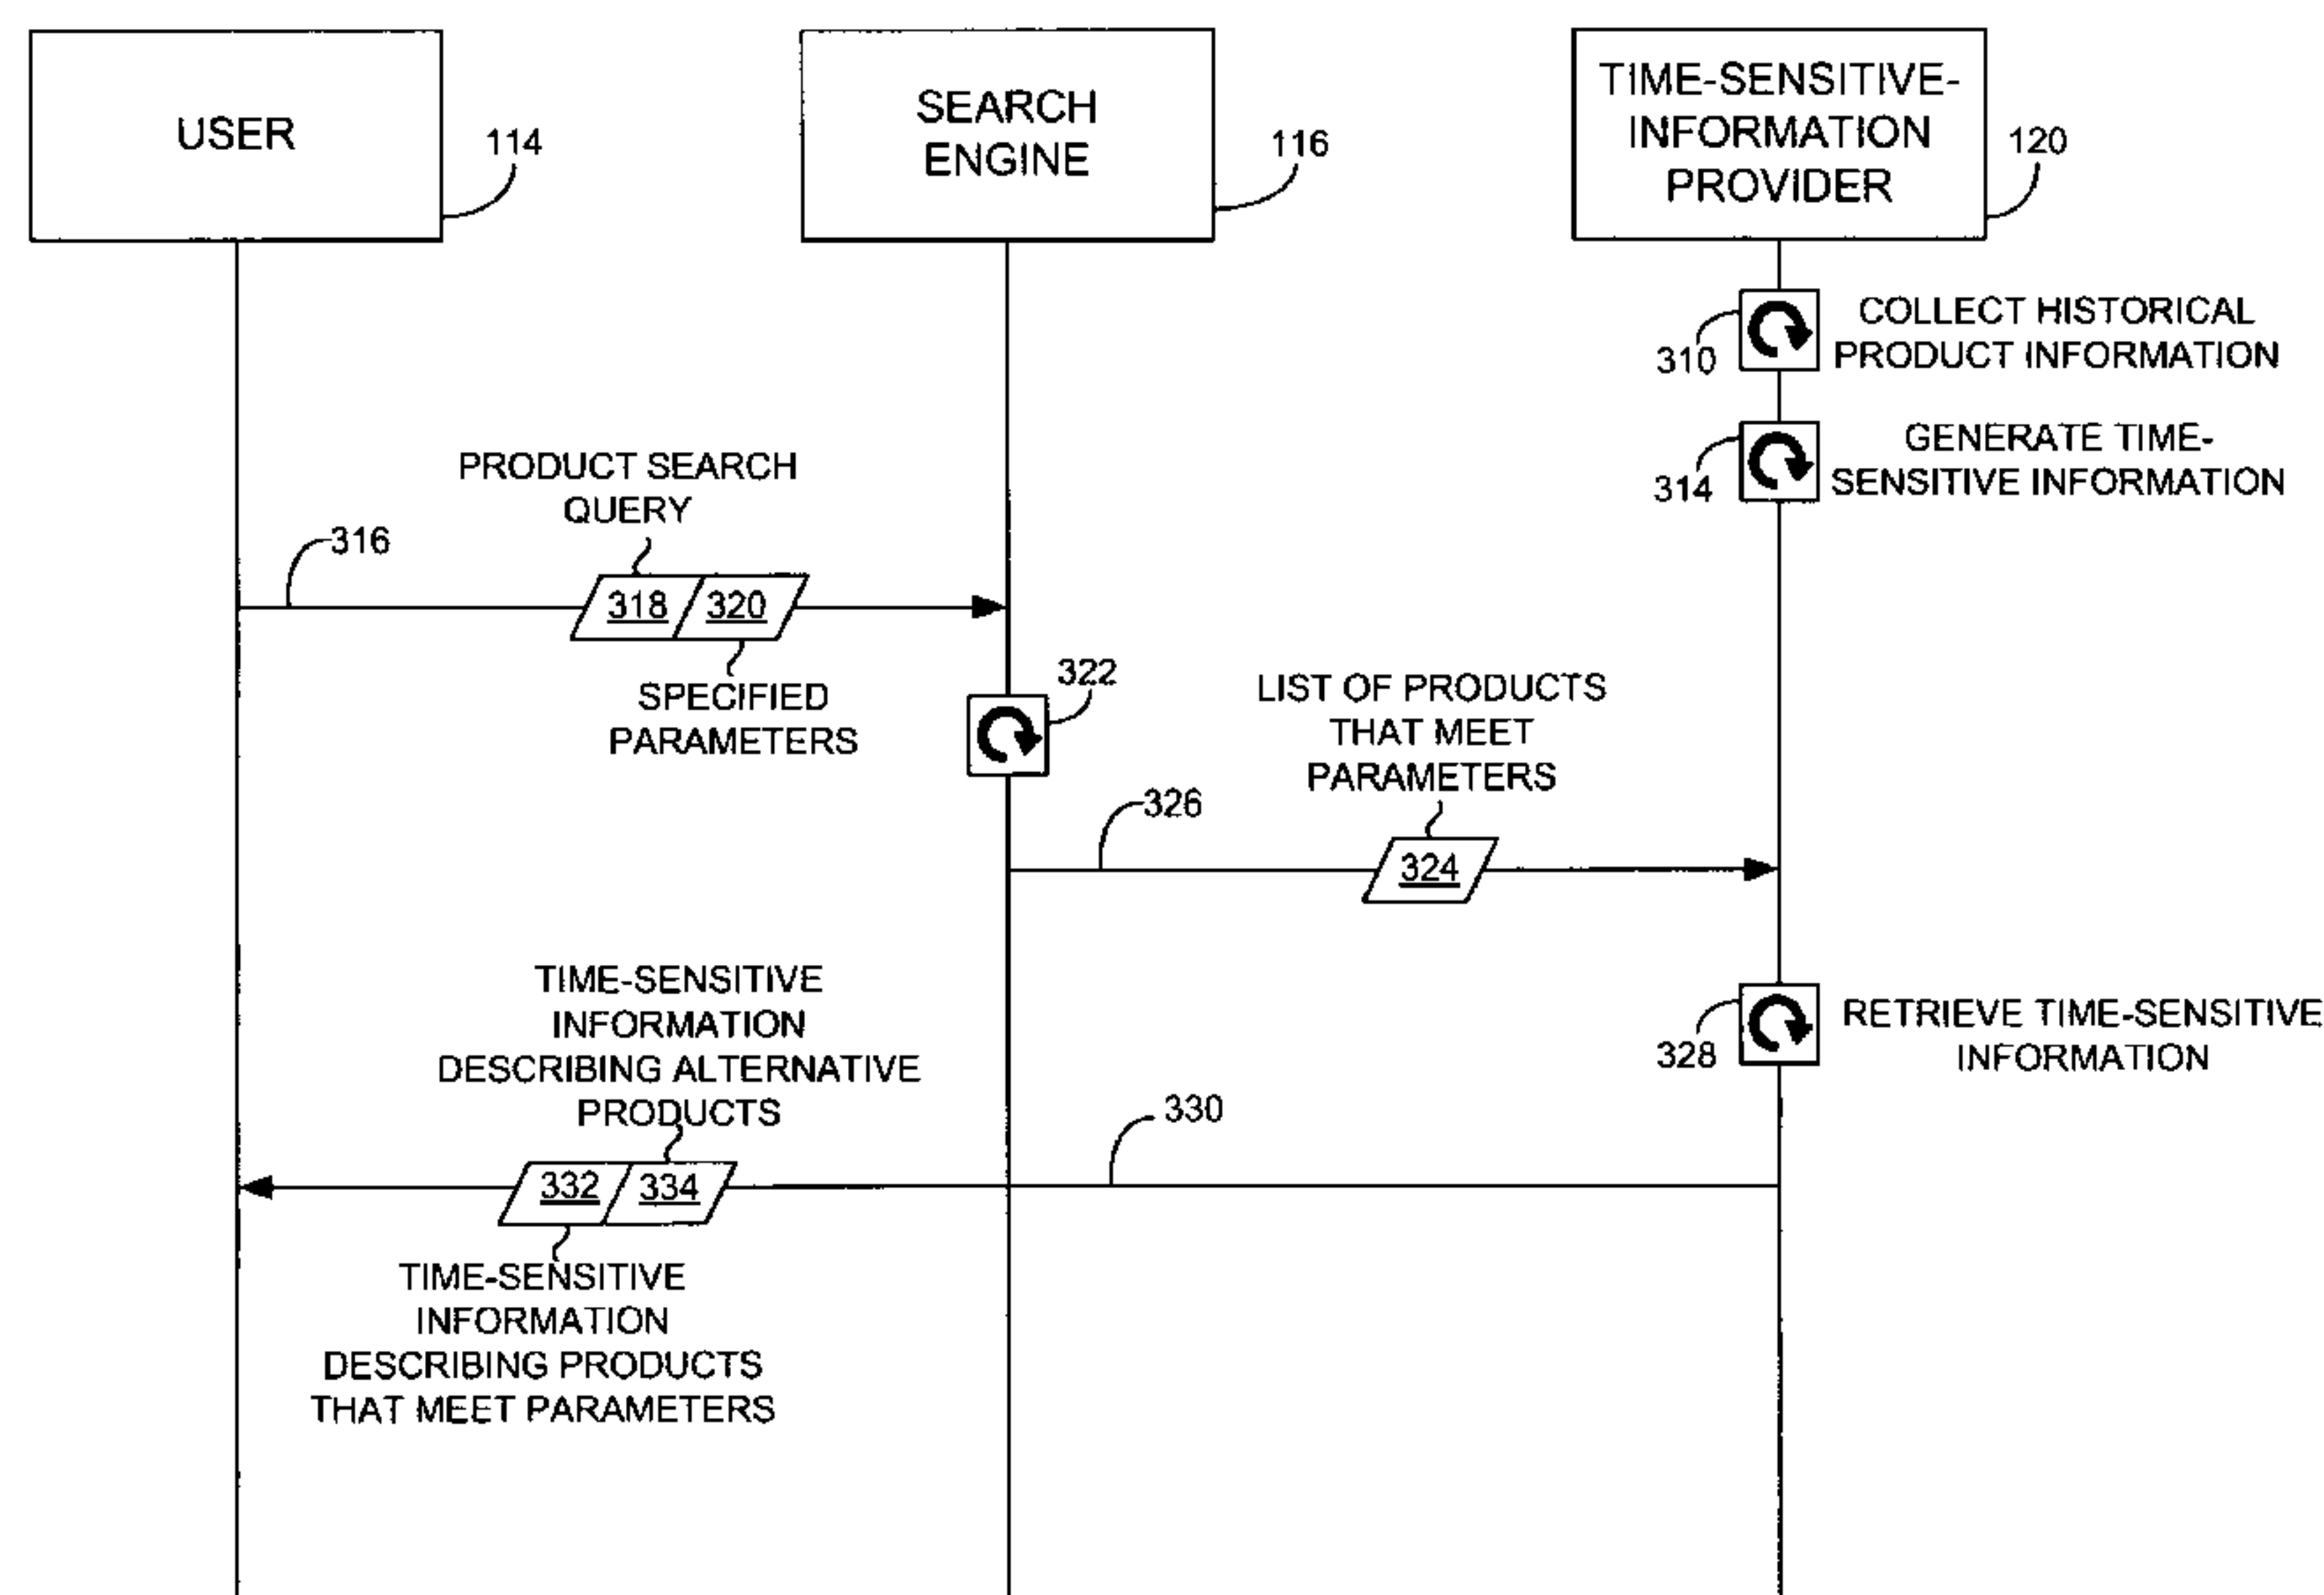 USER
114
SEARCH
ENGINE
116
TIME-SENSITIVE-
INFORMATION
PROVIDER
120
310
COLLECT HISTORICAL
PRODUCT INFORMATION
314
GENERATE TIME-
SENSITIVE INFORMATION
PRODUCT SEARCH
QUERY
316
318
320
SPECIFIED
PARAMETERS
322
LIST OF PRODUCTS
THAT MEET
PARAMETERS
326
324
328
RETRIEVE TIME-SENSITIVE
INFORMATION
TIME-SENSITIVE
INFORMATION
DESCRIBING ALTERNATIVE
PRODUCTS
330
332
334
TIME-SENSITIVE
INFORMATION
DESCRIBING PRODUCTS
THAT MEET PARAMETERS